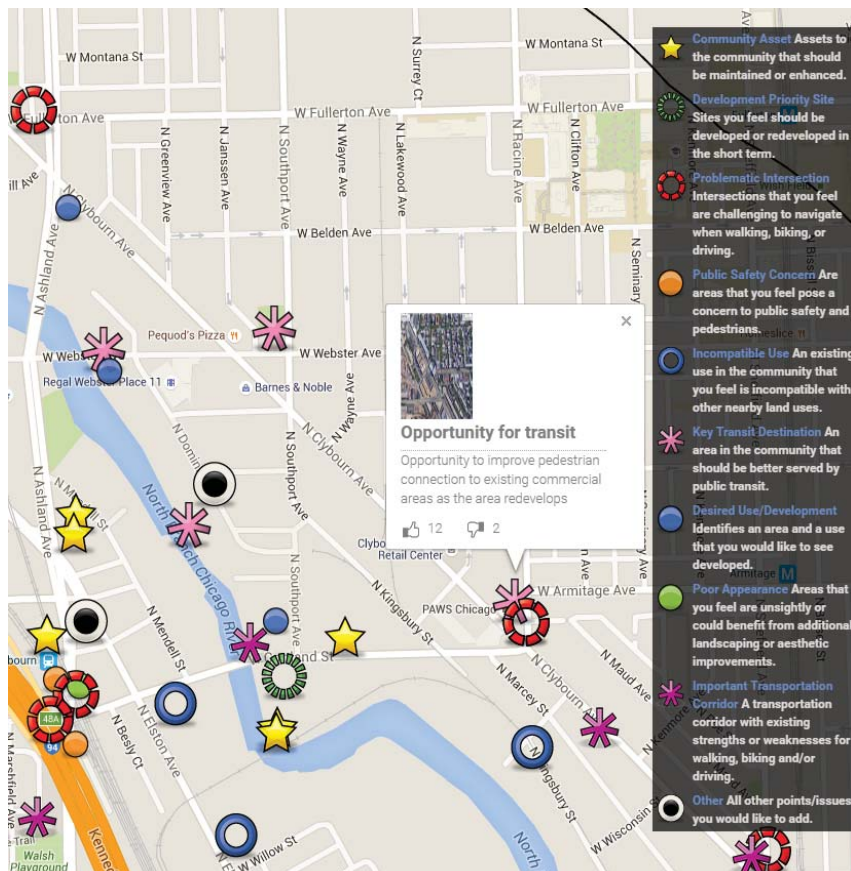 W Montana St
W Montana St
N Surrey Ct
W Fullerton Ave
W Fullerton Ave
Fullerton Ave
N Greenview Ave
N Janssen Ave
N Southport Ave
N Wayne Ave
N Lakewood Ave
N Racine Ave
N Clifton Ave
ill Ave
N Clybourn Ave
N Ashland Ave
W Belden Ave
W Belden Ave
N Seminary
Pequod's Pizza
W Webster Ave
Regal Webster Place 11
Barnes & Noble
N Wayne Ave
N Clybourn Ave
N Southport Ave
N Ashland Ave
×
Opportunity for transit
Opportunity to improve pedestrian
connection to existing commercial
areas as the area redevelops
12
2
Retail Center
W Armitage Ave
Armitage M
PAWS Chicago
N Kingsbury St
N Southport Ave
N Mendell St
N Elston Ave
N Besly Ct
N Marcey St
N Clybourn Ave
N Maud Ave
N Kenmore Ave
N Kingsbury St
W Wisconsin St
W Willow St
48A
94
N Marshfield Ave
Walsh
Playground
North
Community Asset Assets to
the community that should
be maintained or enhanced.
Development Priority Site
Sites you feel should be
developed or redeveloped in
the short term.
Problematic Intersection
Intersections that you feel
are challenging to navigate
when walking, biking, or
driving.
Public Safety Concern Are
areas that you feel pose a
concern to public safety and
pedestrians.
Incompatible Use An existing
use in the community that
you feel is incompatible with
other nearby land uses.
Key Transit Destination An
area in the community that
should be better served by
public transit.
Desired Use/Development
Identifies an area and a use
that you would like to see
developed.
Poor Appearance Areas that
you feel are unsightly or
could benefit from additional
landscaping or aesthetic
improvements.
Important Transportation
Corridor A transportation
corridor with existing
strengths or weaknesses for
walking, biking and/or
driving.
Other All other points/issues
you would like to add.